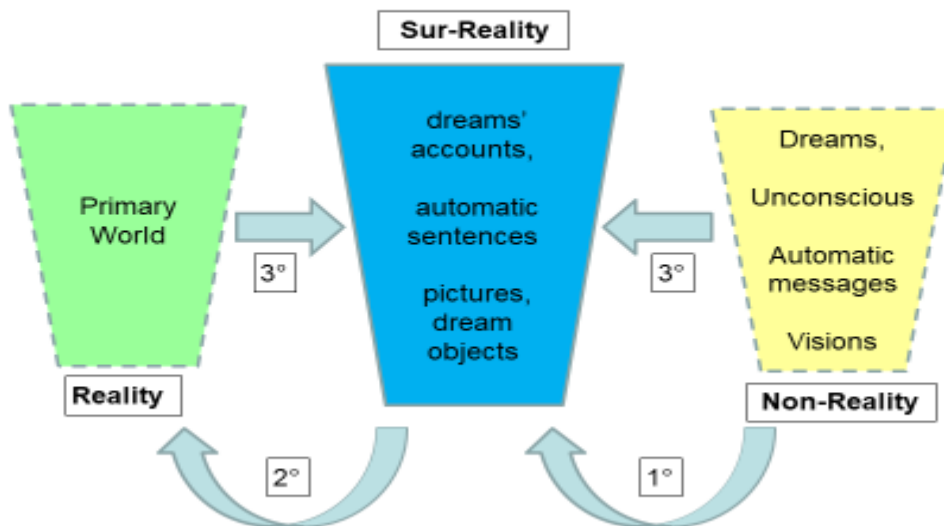 Sur-Reality
dreams'
accounts,
automatic
sentences
pictures,
dream
objects
Primary
World
Dreams,
Unconscious
Automatic
messages
Visions
3°
3°
Reality
Non-Reality
2°
1°